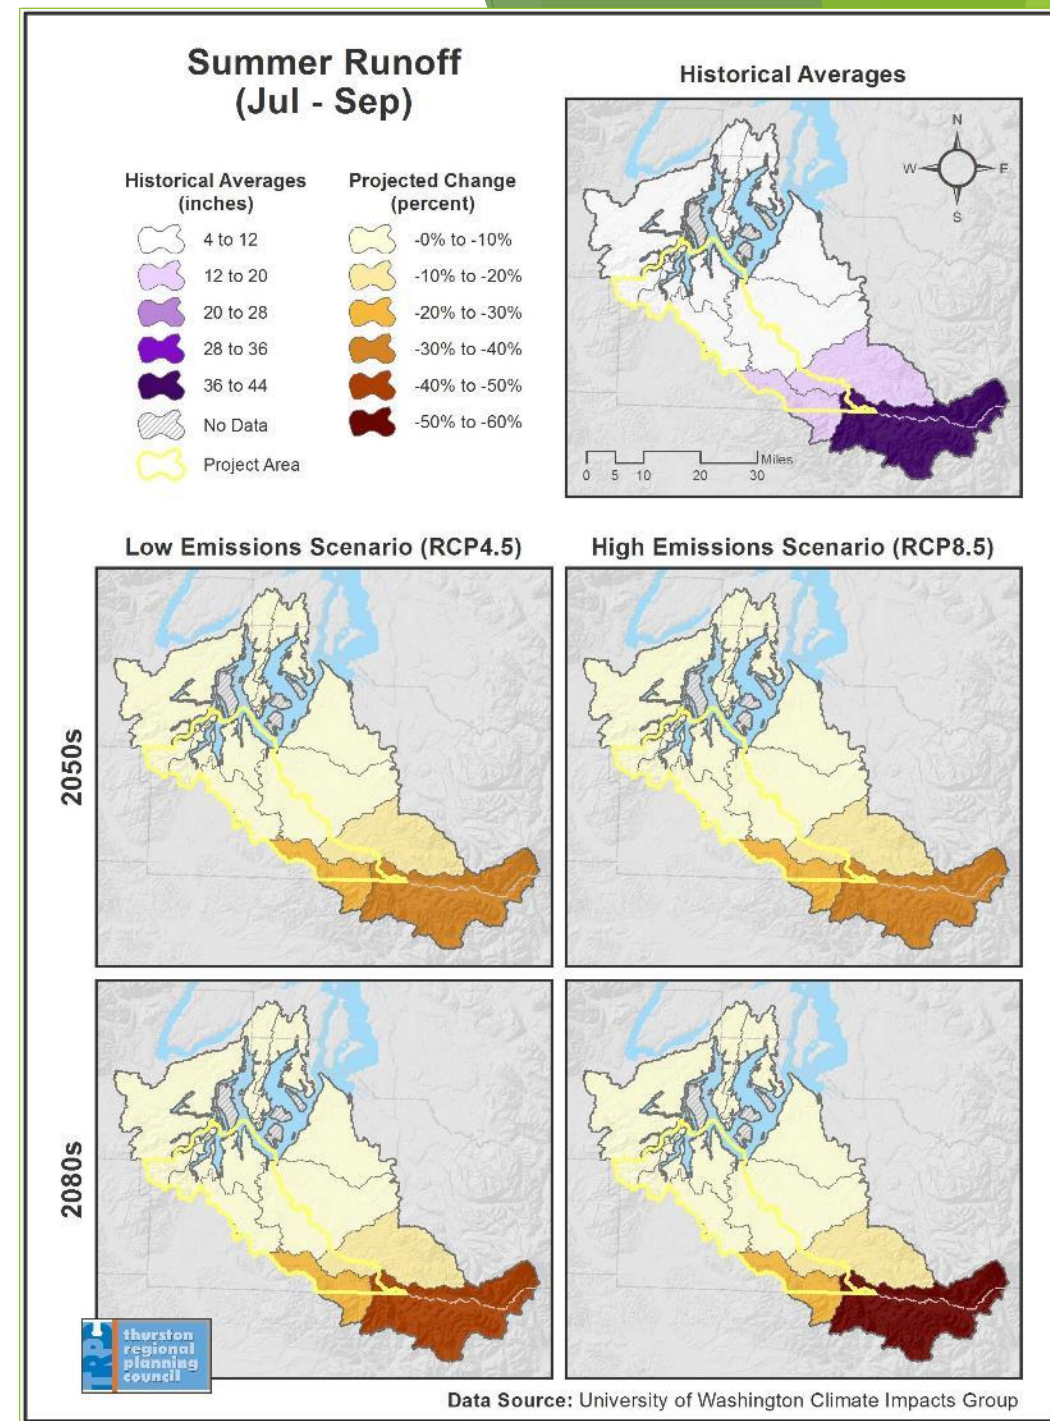 Summer Runoff
(Jul - Sep)
Historical Averages
(inches)
4 to 12
12 to 20
20 to 28
28 to 36
36 to 44
No Data
Project Area
Projected Change
(percent)
-0% to -10%
-10% to -20%
-20% to -30%
-30% to -40%
-40% to -50%
-50% to -60%
Historical Averages
N
W E
S
Miles
0 5 10 20 30
Low Emissions Scenario (RCP4.5)
High Emissions Scenario (RCP8.5)
2050s
2080s
TRPC
thurston
regional
planning
council
Data Source: University of Washington Climate Impacts Group